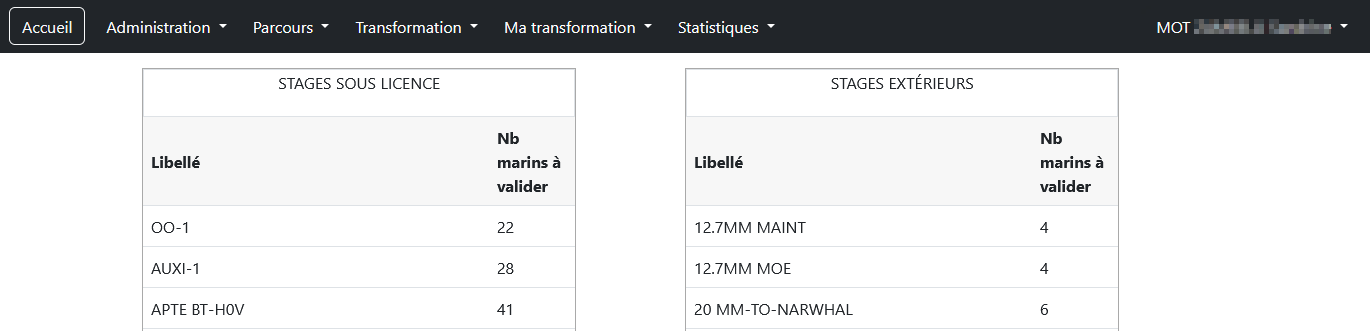 Accueil Administration Parcours Transformation Ma transformation Statistiques MOT
STAGES SOUS LICENCE
Libellé Nb marins à valider
OO-1 22
AUXI-1 28
APTE BT-H0V 41
STAGES EXTÉRIEURS
Libellé Nb marins à valider
12.7MM MAINT 4
12.7MM MOE 4
20 MM-TO-NARWHAL 6